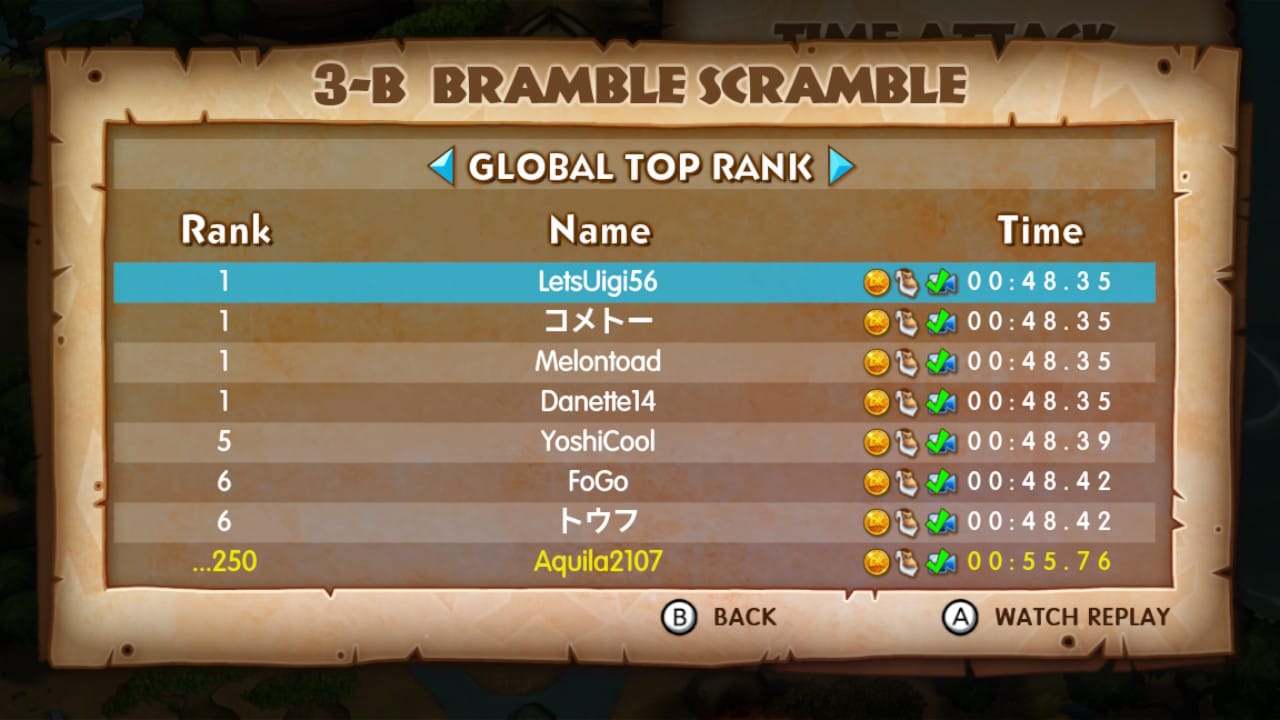 TIME ATTACK
3-B BRAMBLE SCRAMBLE
GLOBAL TOP RANK
Rank Name Time
1 LetsUigi56 00:48.35
1 コメトー 00:48.35
1 Melontoad 00:48.35
1 Danette14 00:48.35
5 YoshiCool 00:48.39
6 FoGo 00:48.42
6 トウフ 00:48.42
...250 Aquila2107 00:55.76
B BACK A WATCH REPLAY